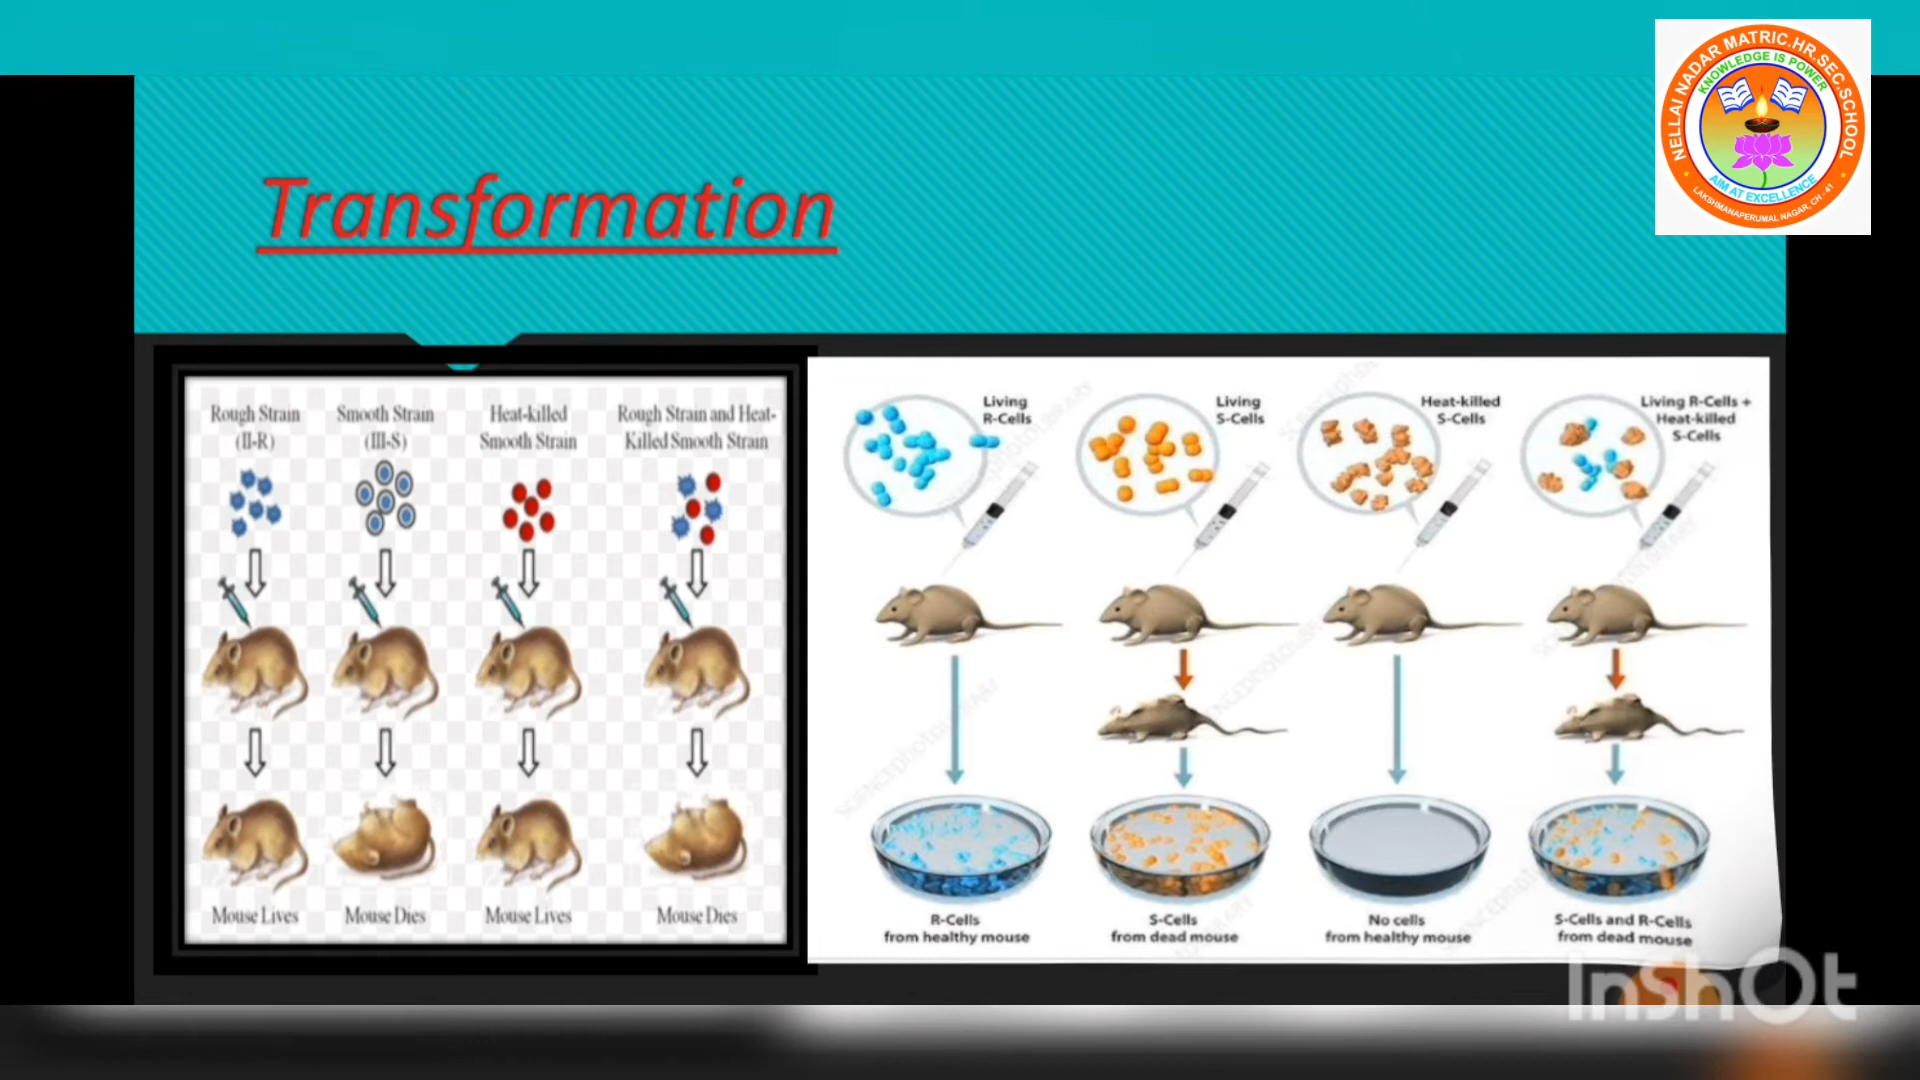 NELLAI NADAR MATRIC.HR.SEC.SCHOOL
KNOWLEDGE IS POWER
AIM AT EXCELLENCE
LAKSHMANAPERUMAL NAGAR, CH - 41
Transformation
Rough Strain
(II-R)
Smooth Strain
(III-S)
Heat-killed
Smooth Strain
Rough Strain and Heat-
Killed Smooth Strain
Mouse Lives
Mouse Dies
Mouse Lives
Mouse Dies
Living
R-Cells
Living
S-Cells
Heat-killed
S-Cells
Living R-Cells +
Heat-killed
S-Cells
R-Cells
from healthy mouse
S-Cells
from dead mouse
No cells
from healthy mouse
S-Cells and R-Cells
from dead mouse
InShOt